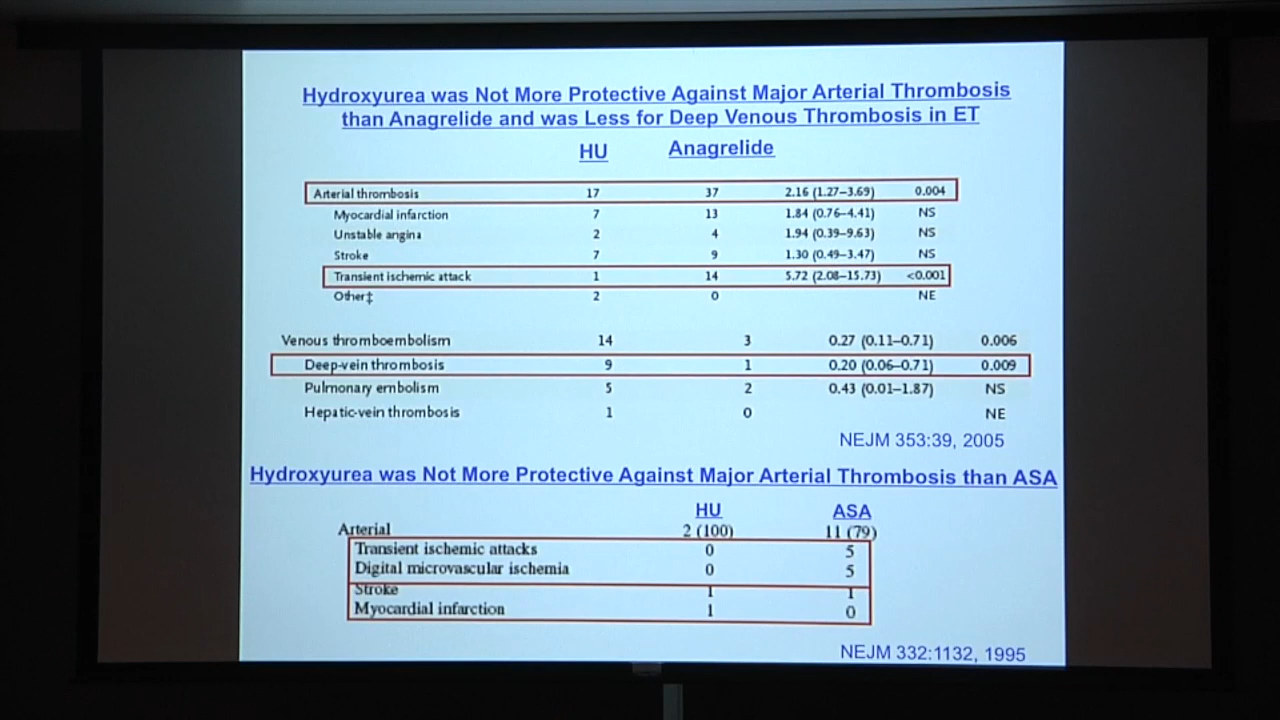 Hydroxyurea was Not More Protective Against Major Arterial Thrombosis
than Anagrelide and was Less for Deep Venous Thrombosis in ET
HU Anagrelide
Arterial thrombosis 17 37 2.16 (1.27–3.69) 0.004
Myocardial infarction 7 13 1.84 (0.76–4.41) NS
Unstable angina 2 4 1.94 (0.39–9.63) NS
Stroke 7 9 1.30 (0.49–3.47) NS
Transient ischemic attack 1 14 5.72 (2.08–15.73) <0.001
Other‡ 2 0 NE
Venous thromboembolism 14 3 0.27 (0.11–0.71) 0.006
Deep-vein thrombosis 9 1 0.20 (0.06–0.71) 0.009
Pulmonary embolism 5 2 0.43 (0.01–1.87) NS
Hepatic-vein thrombosis 1 0 NE
NEJM 353:39, 2005
Hydroxyurea was Not More Protective Against Major Arterial Thrombosis than ASA
HU ASA
Arterial 2 (100) 11 (79)
Transient ischemic attacks 0 5
Digital microvascular ischemia 0 5
Stroke 1 1
Myocardial infarction 1 0
NEJM 332:1132, 1995